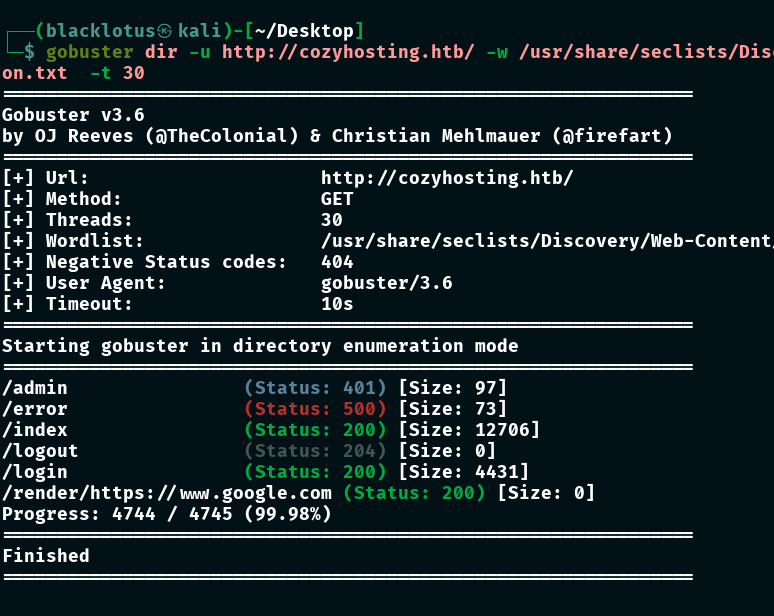 ┌──(blacklotus㉿kali)-[~/Desktop]
└─$ gobuster dir -u http://cozyhosting.htb/ -w /usr/share/seclists/Dis
on.txt  -t 30
===============================================================
Gobuster v3.6
by OJ Reeves (@TheColonial) & Christian Mehlmauer (@firefart)
===============================================================
[+] Url:                     http://cozyhosting.htb/
[+] Method:                  GET
[+] Threads:                 30
[+] Wordlist:                /usr/share/seclists/Discovery/Web-Content/
[+] Negative Status codes:   404
[+] User Agent:              gobuster/3.6
[+] Timeout:                 10s
===============================================================
Starting gobuster in directory enumeration mode
===============================================================
/admin                (Status: 401) [Size: 97]
/error                (Status: 500) [Size: 73]
/index                (Status: 200) [Size: 12706]
/logout               (Status: 204) [Size: 0]
/login                (Status: 200) [Size: 4431]
/render/https://www.google.com (Status: 200) [Size: 0]
Progress: 4744 / 4745 (99.98%)
===============================================================
Finished
===============================================================